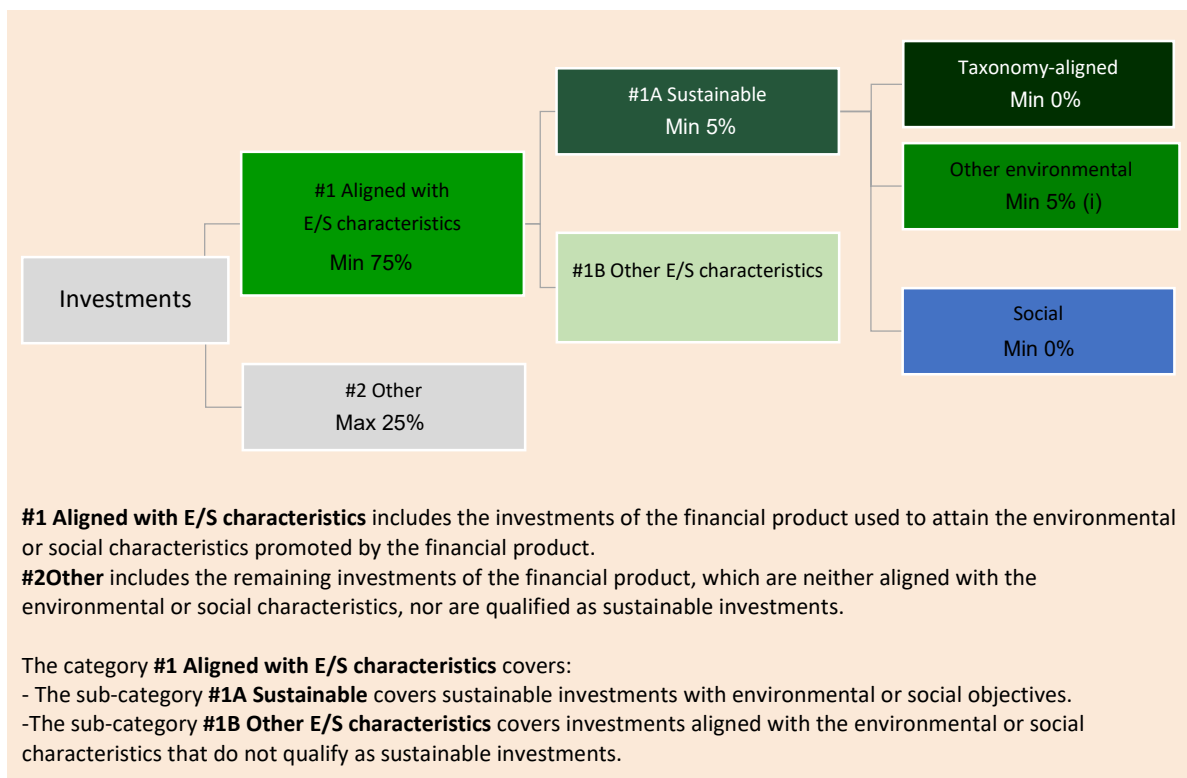 Taxonomy-aligned
Min 0%
#1A Sustainable
Min 5%
Other environmental
Min 5% (i)
#1 Aligned with
E/S characteristics
Min 75%
#1B Other E/S characteristics
Investments
Social
Min 0%
#2 Other
Max 25%
#1 Aligned with E/S characteristics includes the investments of the financial product used to attain the environmental
or social characteristics promoted by the financial product.
#2Other includes the remaining investments of the financial product, which are neither aligned with the
environmental or social characteristics, nor are qualified as sustainable investments.
The category #1 Aligned with E/S characteristics covers:
- The sub-category #1A Sustainable covers sustainable investments with environmental or social objectives.
-The sub-category #1B Other E/S characteristics covers investments aligned with the environmental or social
characteristics that do not qualify as sustainable investments.